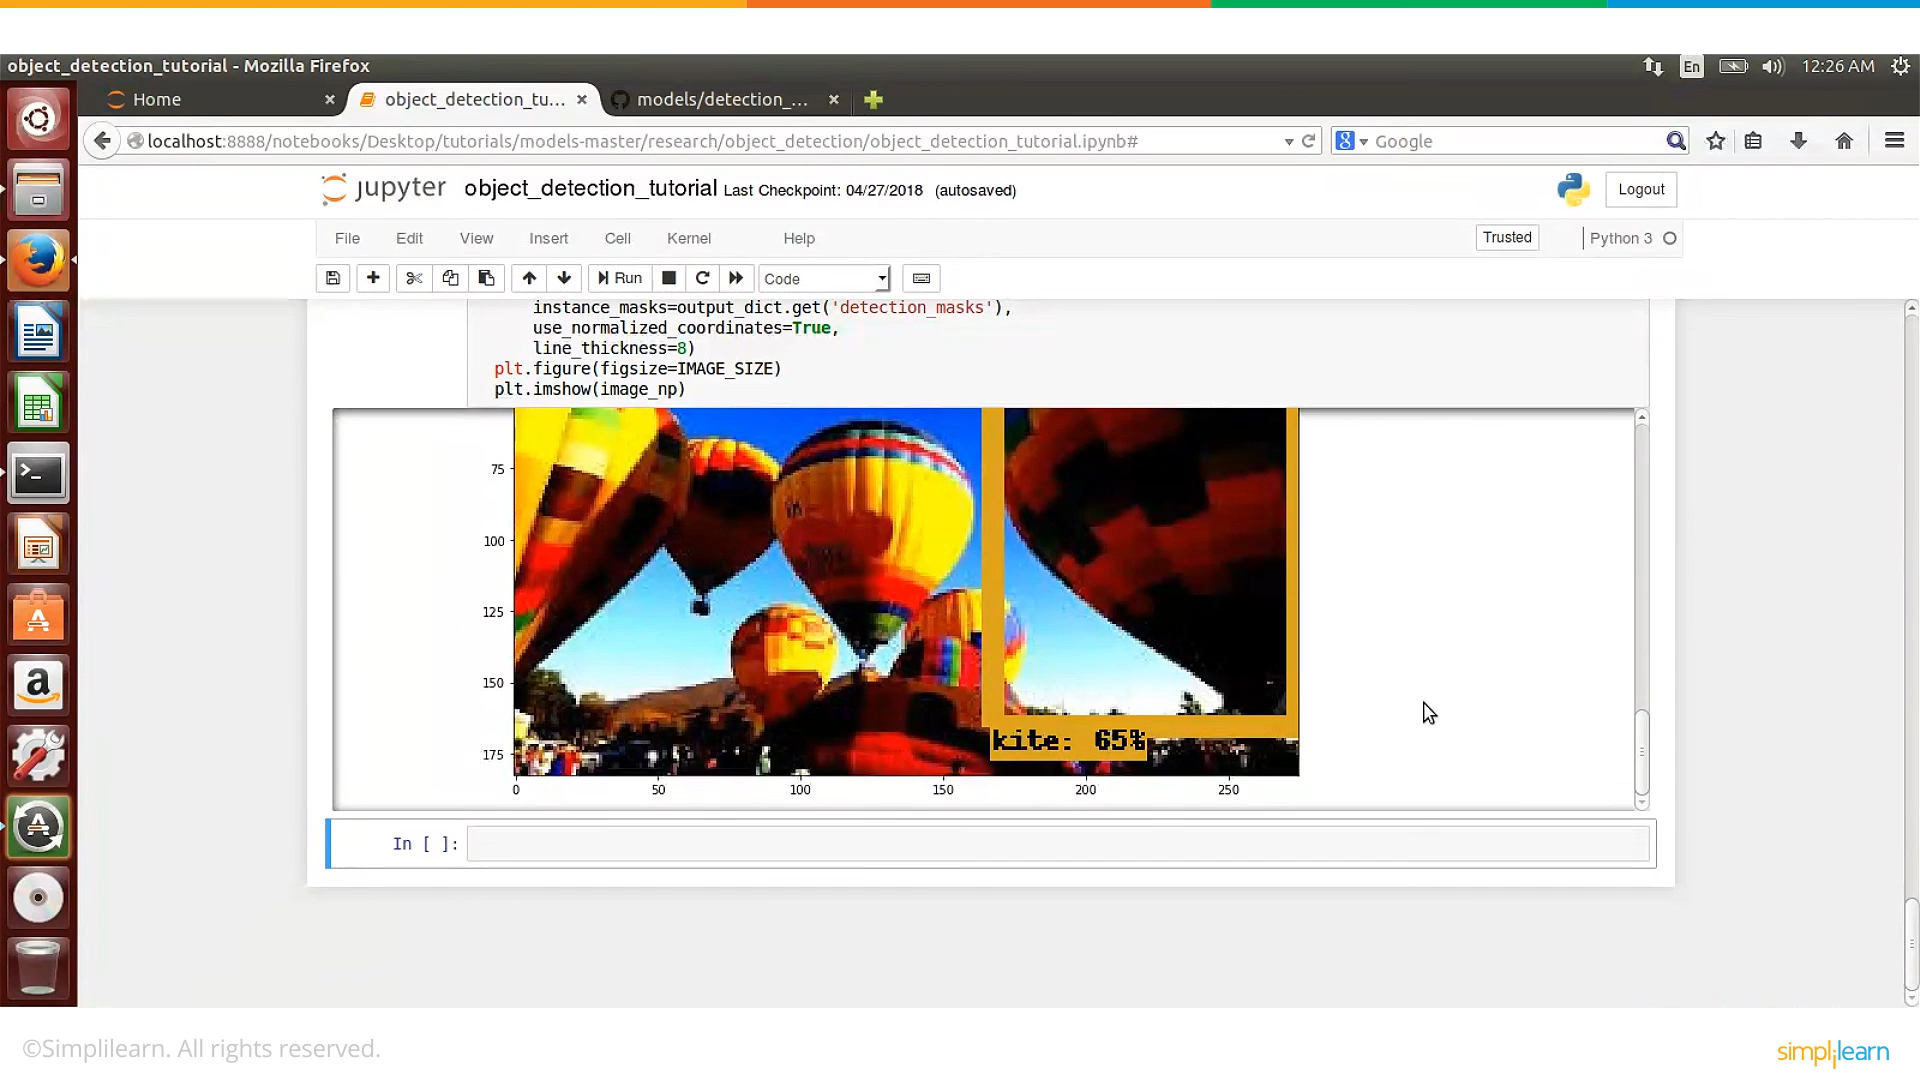 object_detection_tutorial - Mozilla Firefox
En
12:26 AM
Home
object_detection_tu...
models/detection_...
localhost:8888/notebooks/Desktop/tutorials/models-master/research/object_detection/object_detection_tutorial.ipynb#
Google
jupyter object_detection_tutorial Last Checkpoint: 04/27/2018 (autosaved)
Logout
File Edit View Insert Cell Kernel Help
Trusted
Python 3
Run
Code
instance_masks=output_dict.get('detection_masks'),
use_normalized_coordinates=True,
line_thickness=8)
plt.figure(figsize=IMAGE_SIZE)
plt.imshow(image_np)
75
100
125
150
175
kite: 65%
0 50 100 150 200 250
In [ ]:
©Simplilearn. All rights reserved.
simplilearn